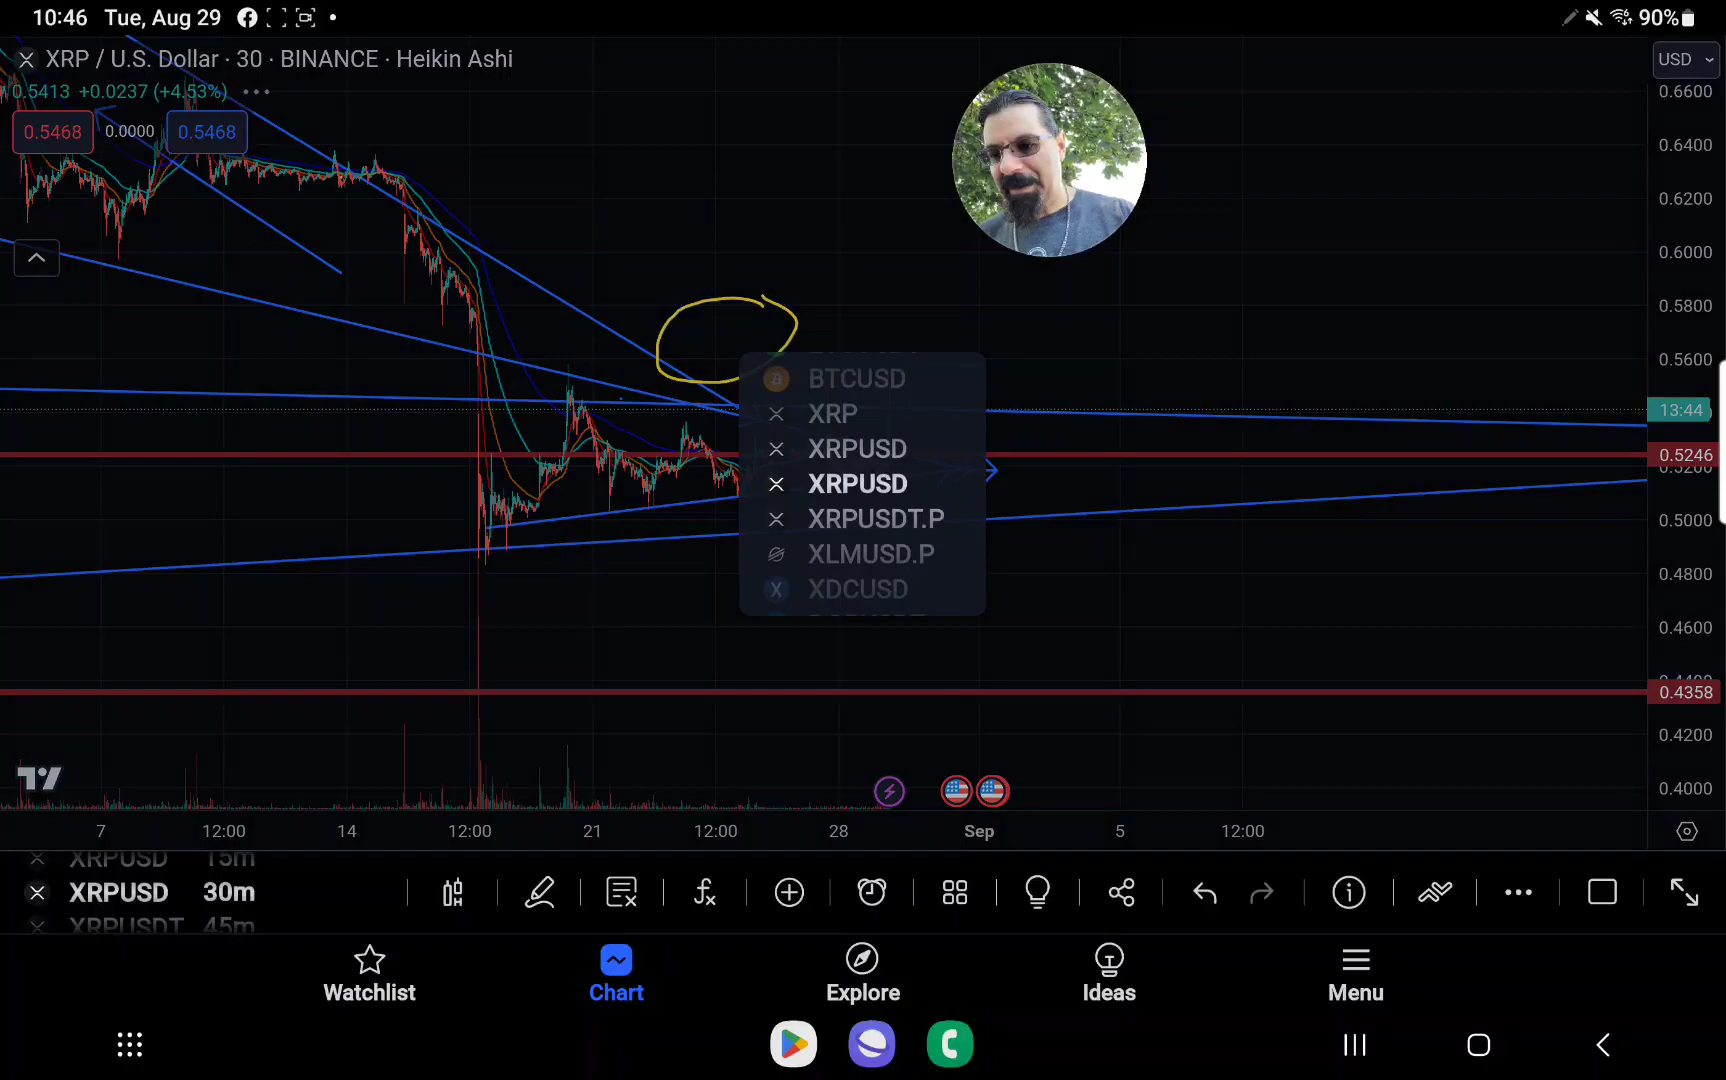 10:46 Tue, Aug 29
90%
XRP / U.S. Dollar · 30 · BINANCE · Heikin Ashi
USD
0.5413 +0.0237 (+4.53%)
0.5468 0.0000 0.5468
0.6600
0.6400
0.6200
0.6000
0.5800
0.5600
13:44
0.5246
0.5200
0.5000
0.4800
0.4600
0.4400
0.4358
0.4200
0.4000
BTCUSD
XRP
XRPUSD
XRPUSD
XRPUSDT.P
XLMUSD.P
XDCUSD
7 12:00 14 12:00 21 12:00 28 Sep 5 12:00
XRPUSD 15m
XRPUSD 30m
XRPUSDT 45m
Watchlist Chart Explore Ideas Menu